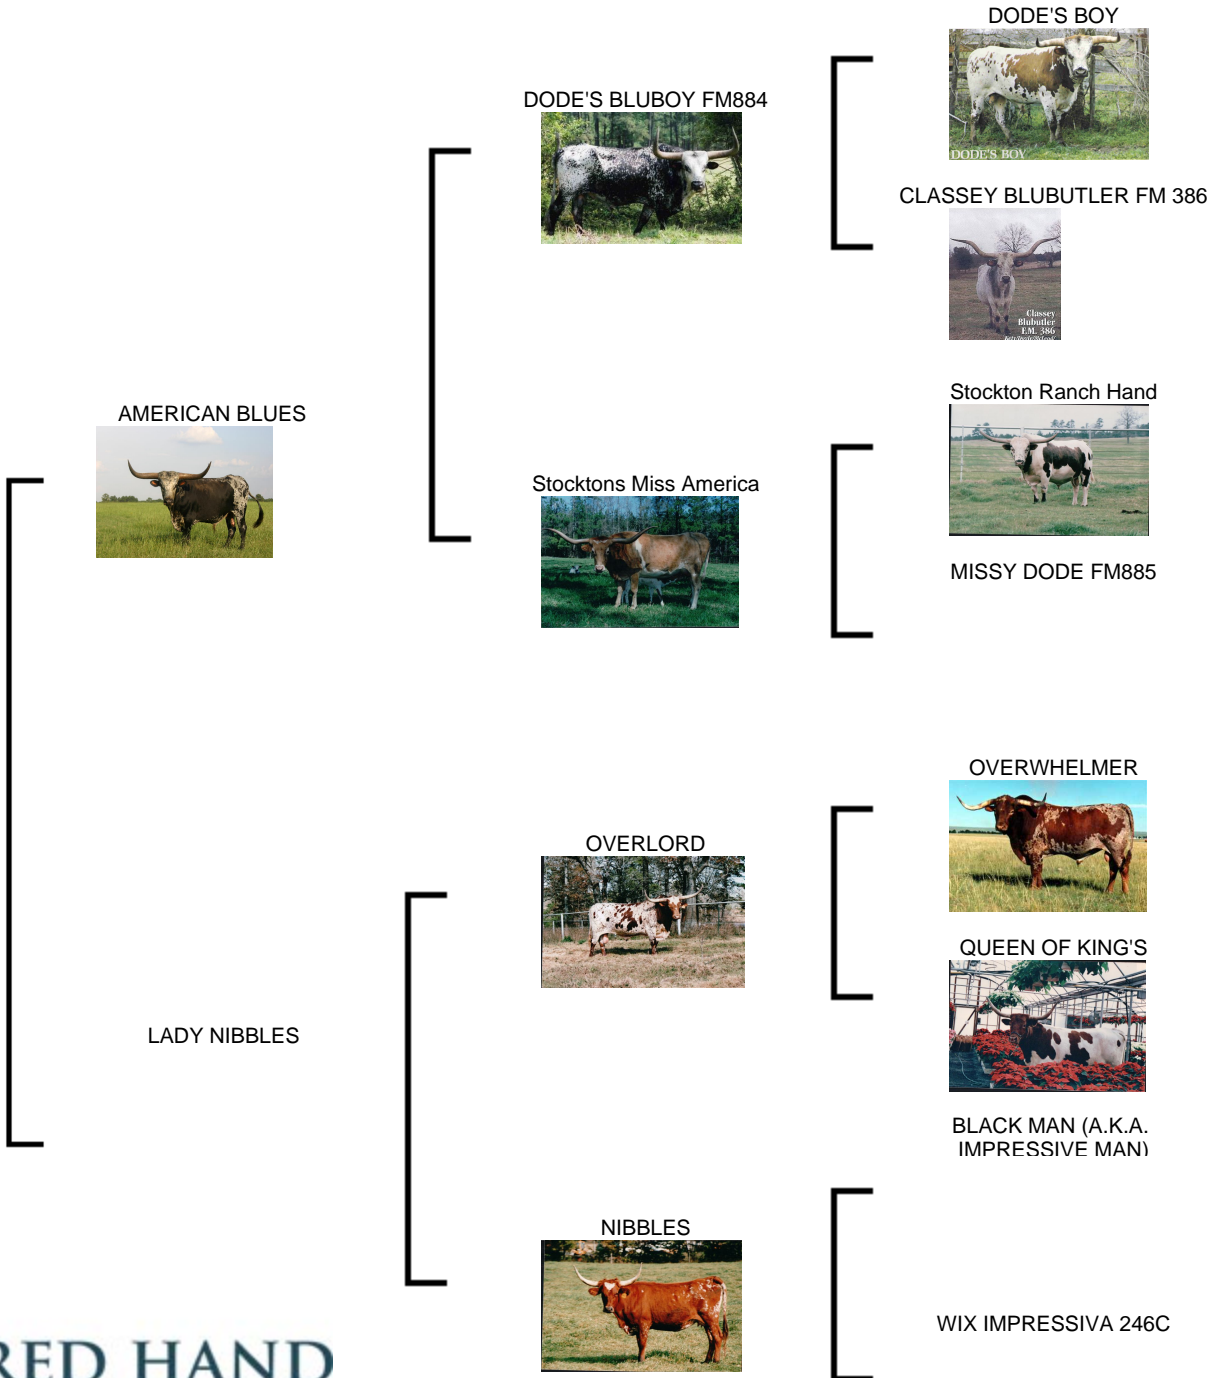 DODE'S BOY
DODE'S BLUBOY FM884
DODE'S BOY
CLASSEY BLUBUTLER FM 386
Classey
Blubutler
F.M. 386
Stockton Ranch Hand
AMERICAN BLUES
Stocktons Miss America
MISSY DODE FM885
OVERWHELMER
OVERLORD
QUEEN OF KING'S
LADY NIBBLES
BLACK MAN (A.K.A.
IMPRESSIVE MAN)
NIBBLES
WIX IMPRESSIVA 246C
RED HAND